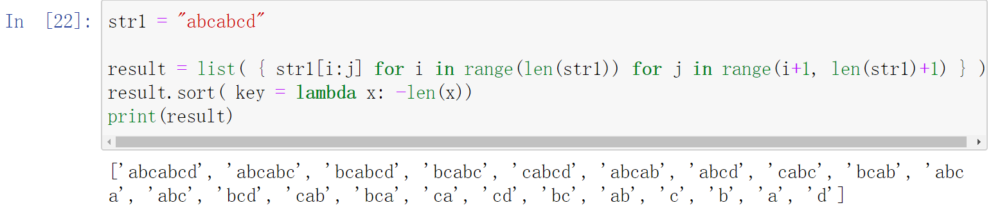 In [22]: str1 = "abcabcd"
result = list( { str1[i:j] for i in range(len(str1)) for j in range(i+1, len(str1)+1) } )
result.sort( key = lambda x: -len(x))
print(result)
['abcabcd', 'abcabc', 'bcabcd', 'bcabc', 'cabcd', 'abcab', 'abcd', 'cabc', 'bcab', 'abc
a', 'abc', 'bcd', 'cab', 'bca', 'ca', 'cd', 'bc', 'ab', 'c', 'b', 'a', 'd']